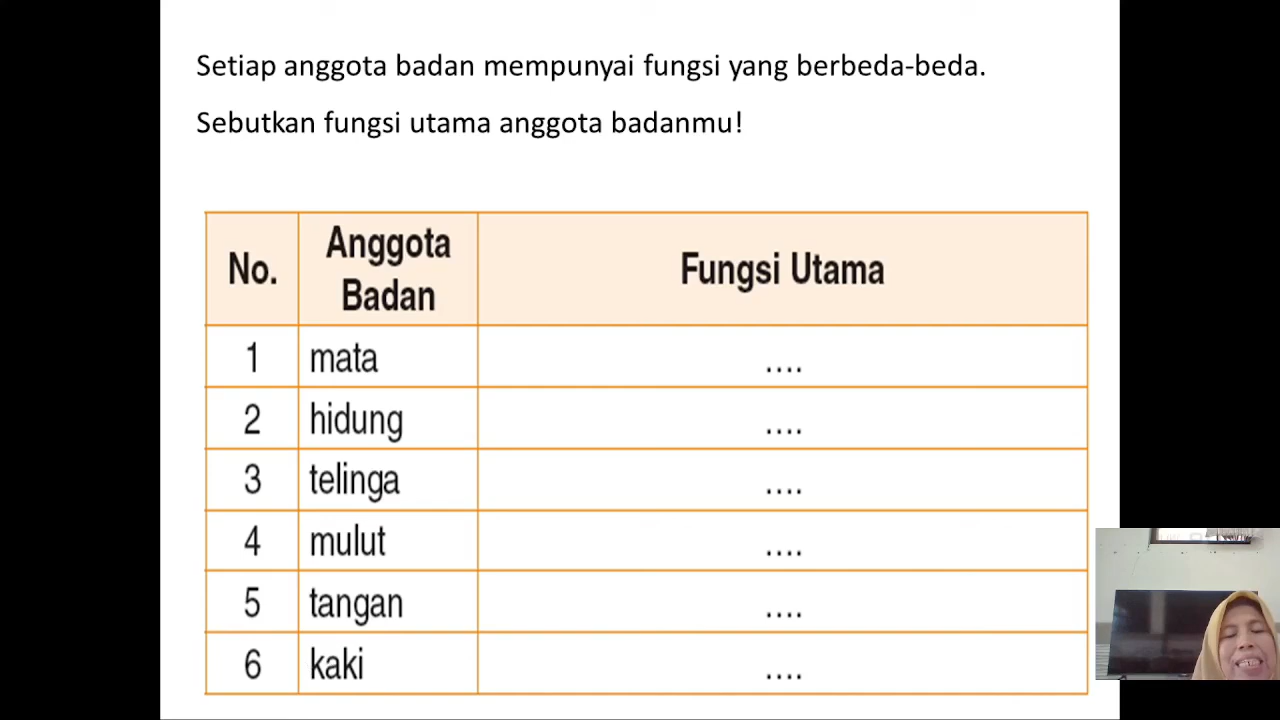 Setiap anggota badan mempunyai fungsi yang berbeda-beda.
Sebutkan fungsi utama anggota badanmu!
No. Anggota Badan Fungsi Utama
1 mata ....
2 hidung ....
3 telinga ....
4 mulut ....
5 tangan ....
6 kaki ....